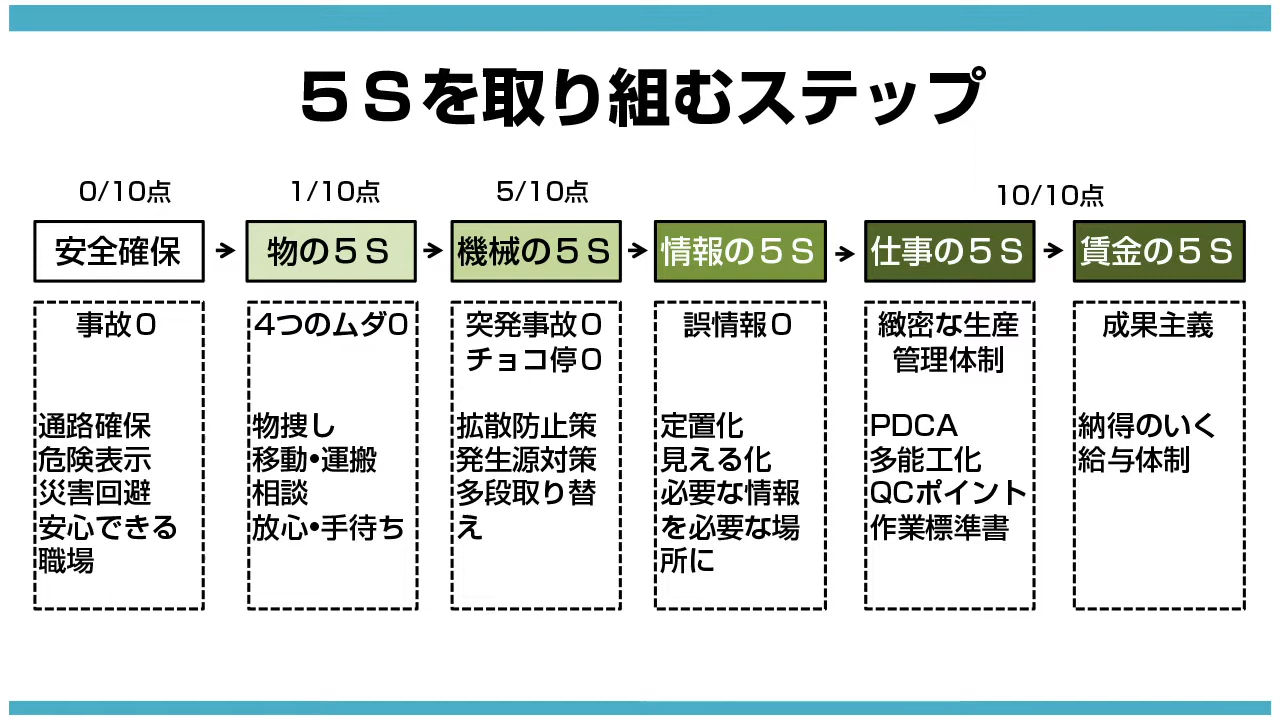 ５Ｓを取り組むステップ
0/10点
1/10点
5/10点
10/10点
安全確保
物の５Ｓ
機械の５Ｓ
情報の５Ｓ
仕事の５Ｓ
賃金の５Ｓ
事故０
通路確保
危険表示
災害回避
安心できる
職場
4つのムダ0
物捜し
移動•運搬
相談
放心•手待ち
突発事故０
チョコ停０
拡散防止策
発生源対策
多段取り替
え
誤情報０
定置化
見える化
必要な情報
を必要な場
所に
緻密な生産
管理体制
PDCA
多能工化
QCポイント
作業標準書
成果主義
納得のいく
給与体制